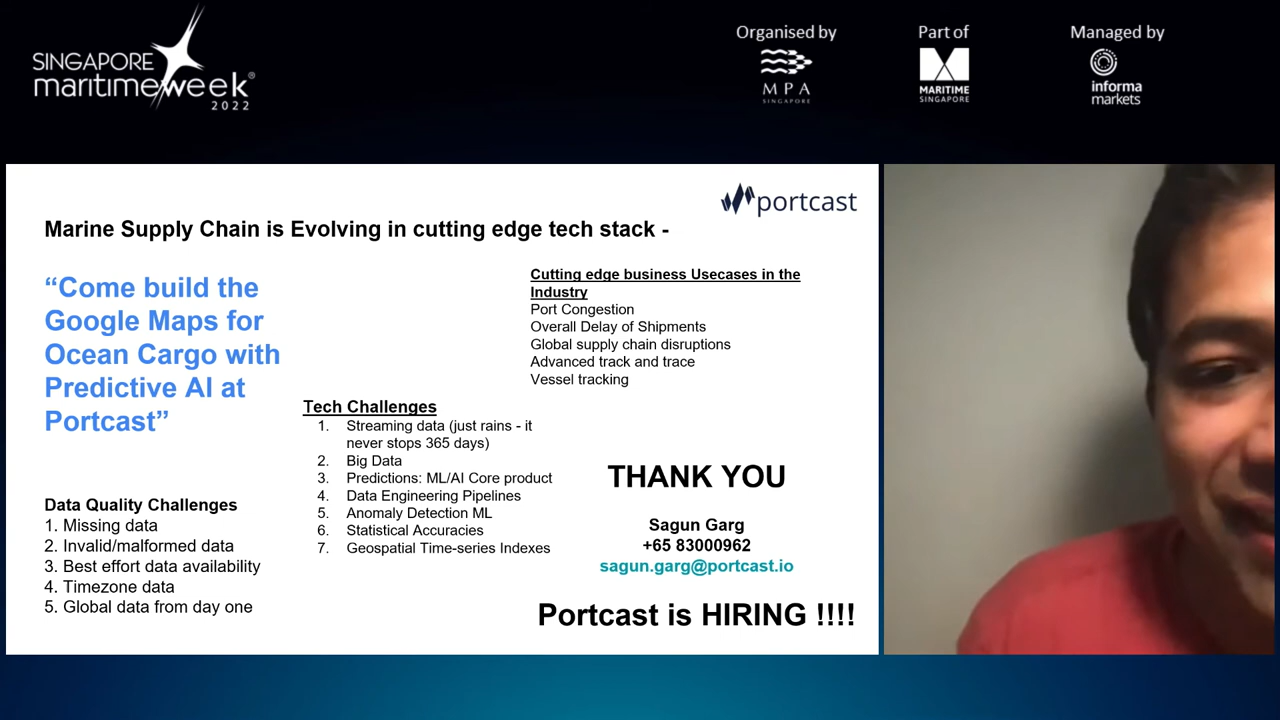 SINGAPORE
maritimeweek®
2022
Organised by
MPA
SINGAPORE
Part of
MARITIME
SINGAPORE
Managed by
informa
markets
portcast
Marine Supply Chain is Evolving in cutting edge tech stack -
“Come build the
Google Maps for
Ocean Cargo with
Predictive AI at
Portcast”
Data Quality Challenges
1. Missing data
2. Invalid/malformed data
3. Best effort data availability
4. Timezone data
5. Global data from day one
Tech Challenges
1. Streaming data (just rains - it
never stops 365 days)
2. Big Data
3. Predictions: ML/AI Core product
4. Data Engineering Pipelines
5. Anomaly Detection ML
6. Statistical Accuracies
7. Geospatial Time-series Indexes
Cutting edge business Usecases in the
Industry
Port Congestion
Overall Delay of Shipments
Global supply chain disruptions
Advanced track and trace
Vessel tracking
THANK YOU
Sagun Garg
+65 83000962
sagun.garg@portcast.io
Portcast is HIRING !!!!